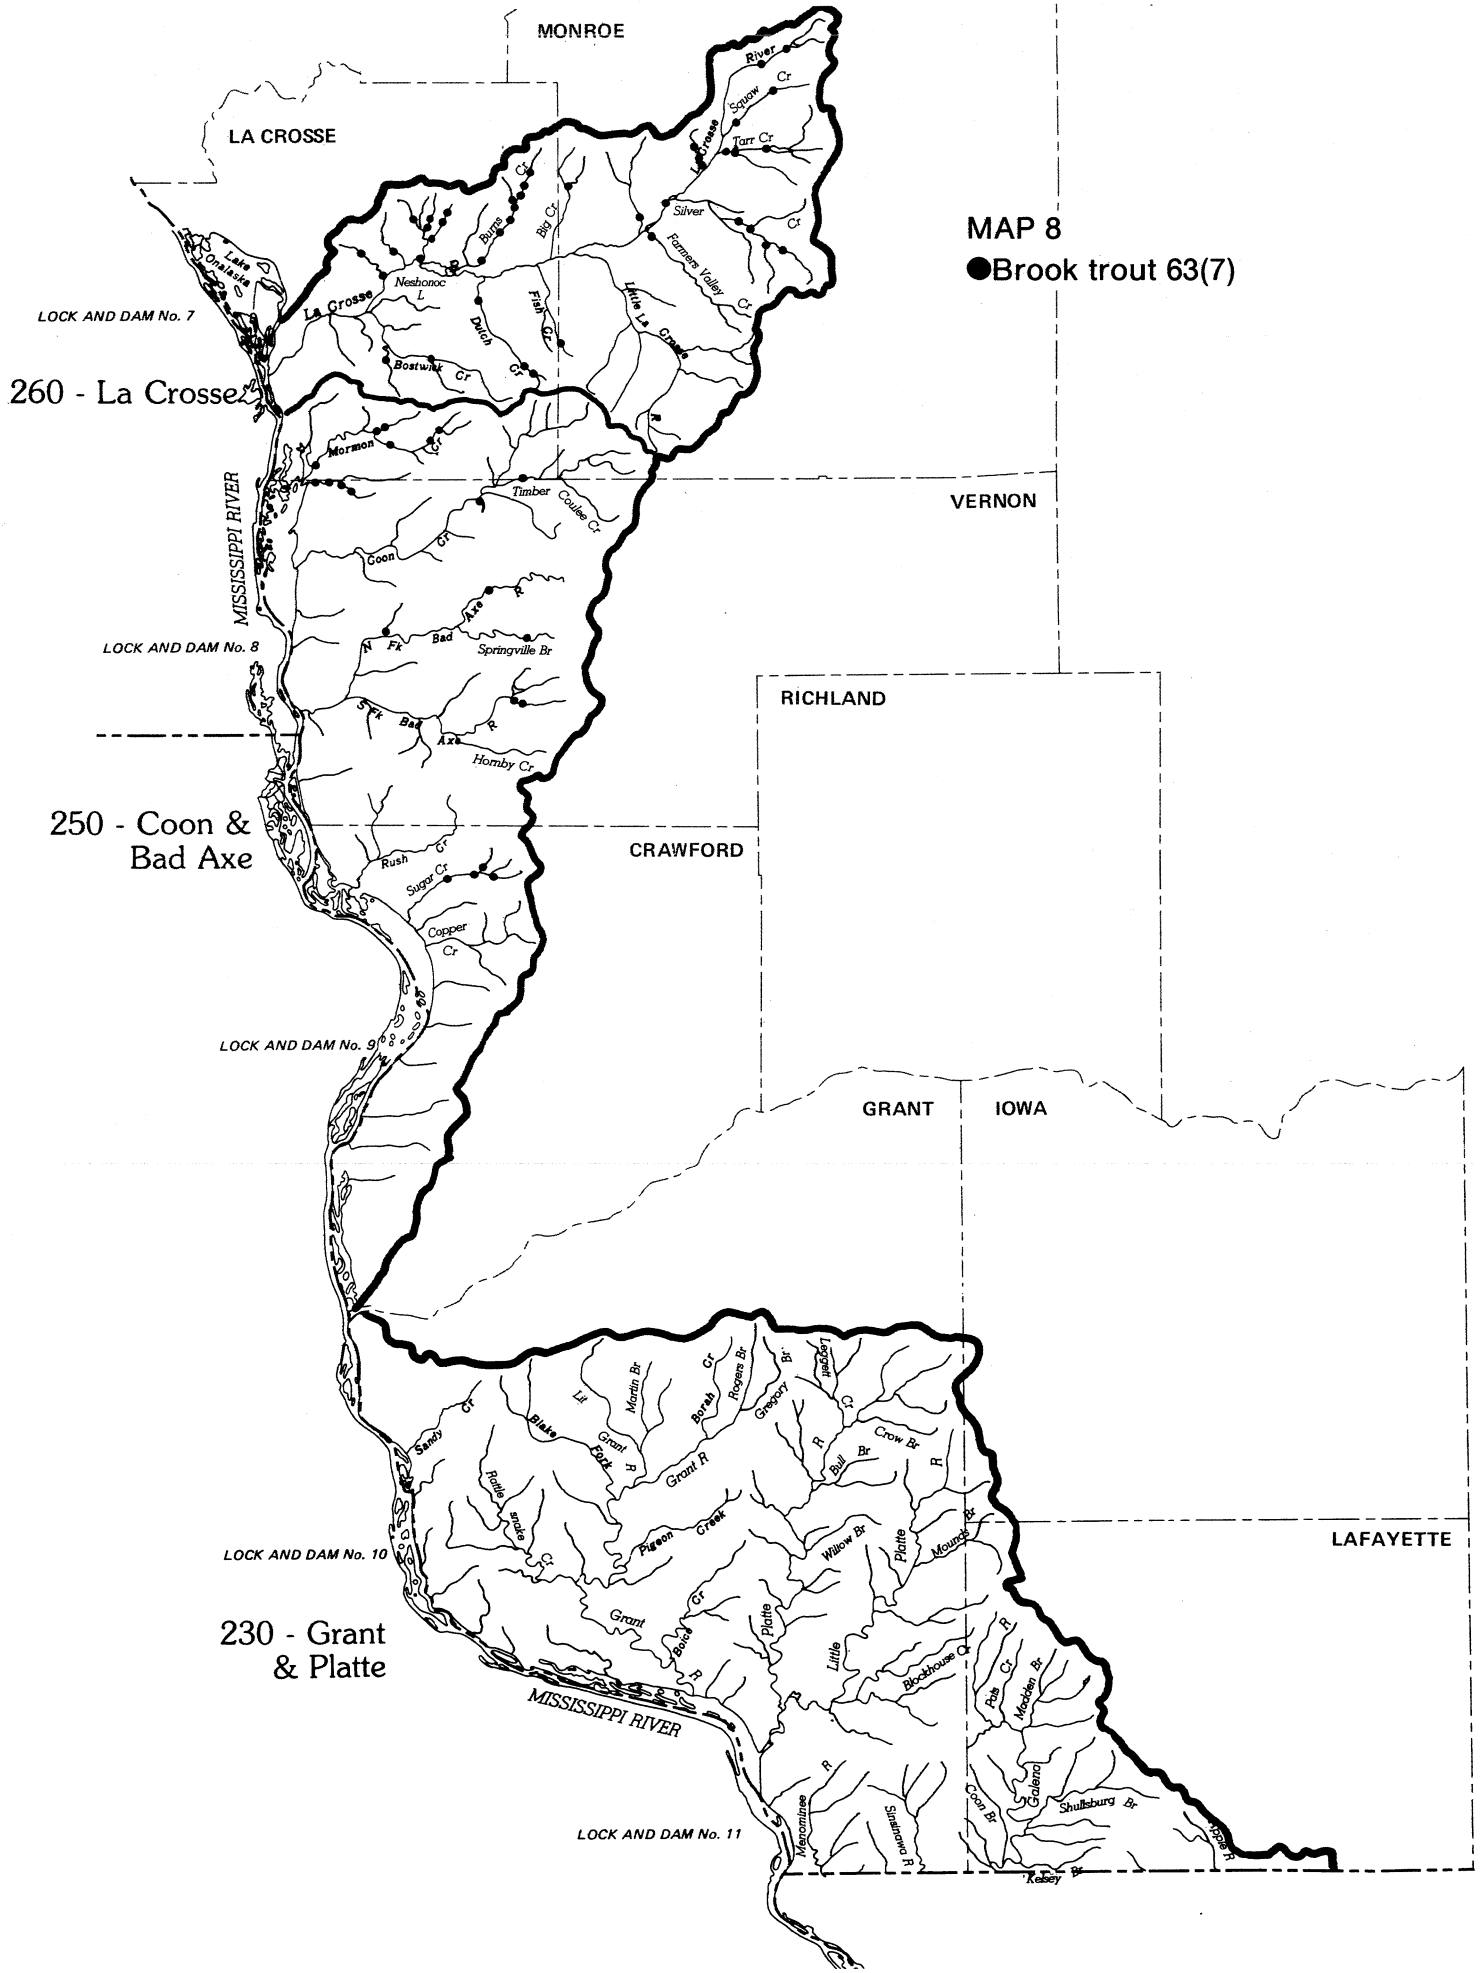 MONROE
LA CROSSE
River
Squaw Cr
La Crosse
Tarr Cr
Silver
Cr
Farmers Valley
Cr
Burns
Cr
Big Cr
R
Neshonoc
L
La Crosse
Lake
Onalaska
Fish
Cr
Dutch
Cr
Little La Crosse
R
Bostwick Cr
LOCK AND DAM No. 7
260 - La Crosse
MAP 8
●Brook trout 63(7)
Mormon
Cr
Timber
Coulee Cr
VERNON
MISSISSIPPI RIVER
Coon
Cr
N Fk Bad Axe R
Springville Br
LOCK AND DAM No. 8
S Fk Bad Axe R
Hornby Cr
RICHLAND
250 - Coon &
Bad Axe
CRAWFORD
Rush Cr
Sugar Cr
Copper
Cr
LOCK AND DAM No. 9
GRANT
IOWA
Sandy Cr
Blake
Fork
Lit
Grant
R
Martin Br
Borah Cr
Rogers Br
Gregory Br
Leggett
Cr
Crow Br
Bull Br
R
R
Grant R
Rattle
snake
Cr
Pigeon Creek
Willow Br
Platte
Mounds Br
LAFAYETTE
LOCK AND DAM No. 10
230 - Grant
& Platte
Grant
R
Boice Cr
Platte
Little
Blockhouse Cr
R
Pats Cr
Madden Br
MISSISSIPPI RIVER
Menominee R
Sinsinawa R
Coon Br
Galena
Shullsburg Br
Apple R
LOCK AND DAM No. 11
Kelsey Br